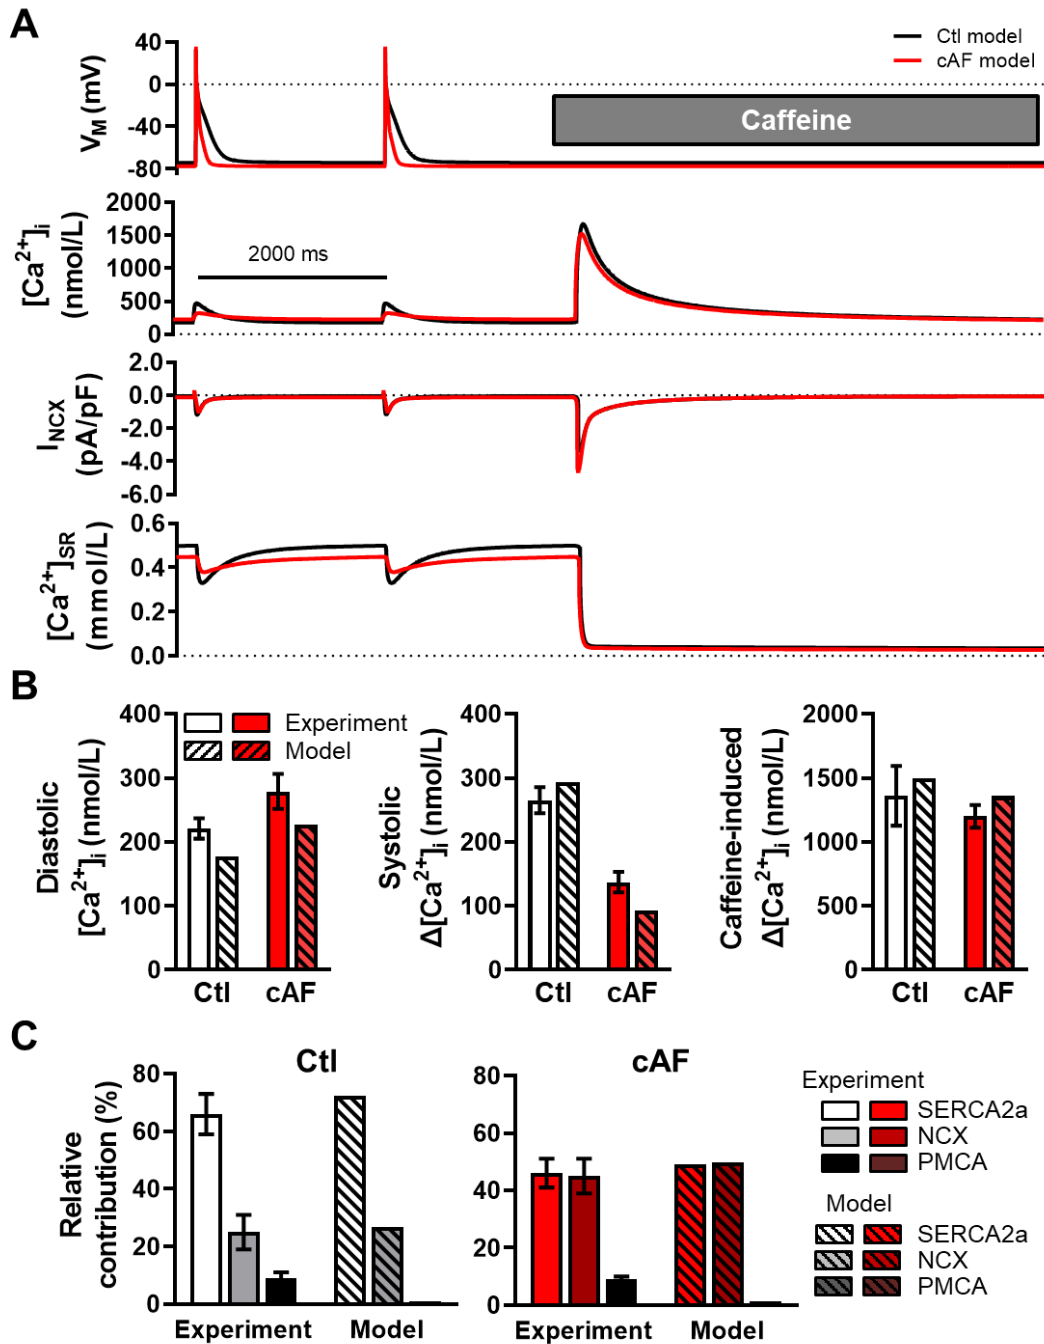 A
Ctl model
cAF model
V_M (mV)
40
0
-40
-80
Caffeine
[Ca²⁺]ᵢ
(nmol/L)
2000
1500
1000
500
0
2000 ms
I_NCX
(pA/pF)
2.0
0.0
-2.0
-4.0
-6.0
[Ca²⁺]_SR
(mmol/L)
0.6
0.4
0.2
0.0
B
Diastolic
[Ca²⁺]ᵢ (nmol/L)
400
300
200
100
0
Experiment
Model
Ctl cAF
Systolic
Δ[Ca²⁺]ᵢ (nmol/L)
400
300
200
100
0
Ctl cAF
Caffeine-induced
Δ[Ca²⁺]ᵢ (nmol/L)
2000
1500
1000
500
0
Ctl cAF
C
Ctl
Relative
contribution (%)
80
60
40
20
0
Experiment Model
cAF
80
60
40
20
0
Experiment Model
Experiment
SERCA2a
NCX
PMCA
Model
SERCA2a
NCX
PMCA